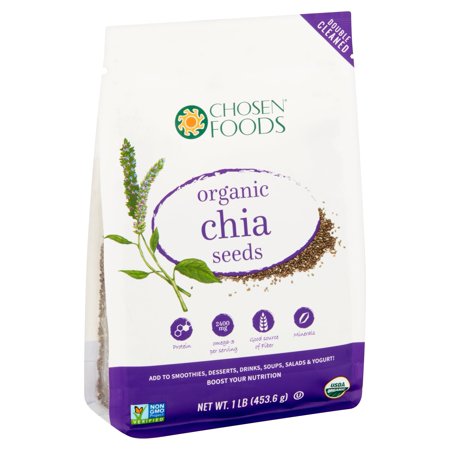 DOUBLE
CLEANED
CHOSEN®
FOODS
organic
chia
seeds
Protein
2400
mg
omega-3
per serving
Good source
of Fiber
Minerals
ADD TO SMOOTHIES, DESSERTS, DRINKS, SOUPS, SALADS & YOGURT!
BOOST YOUR NUTRITION
NON
GMO
Project
VERIFIED
NET WT. 1 LB (453.6 g)
U
USDA
ORGANIC